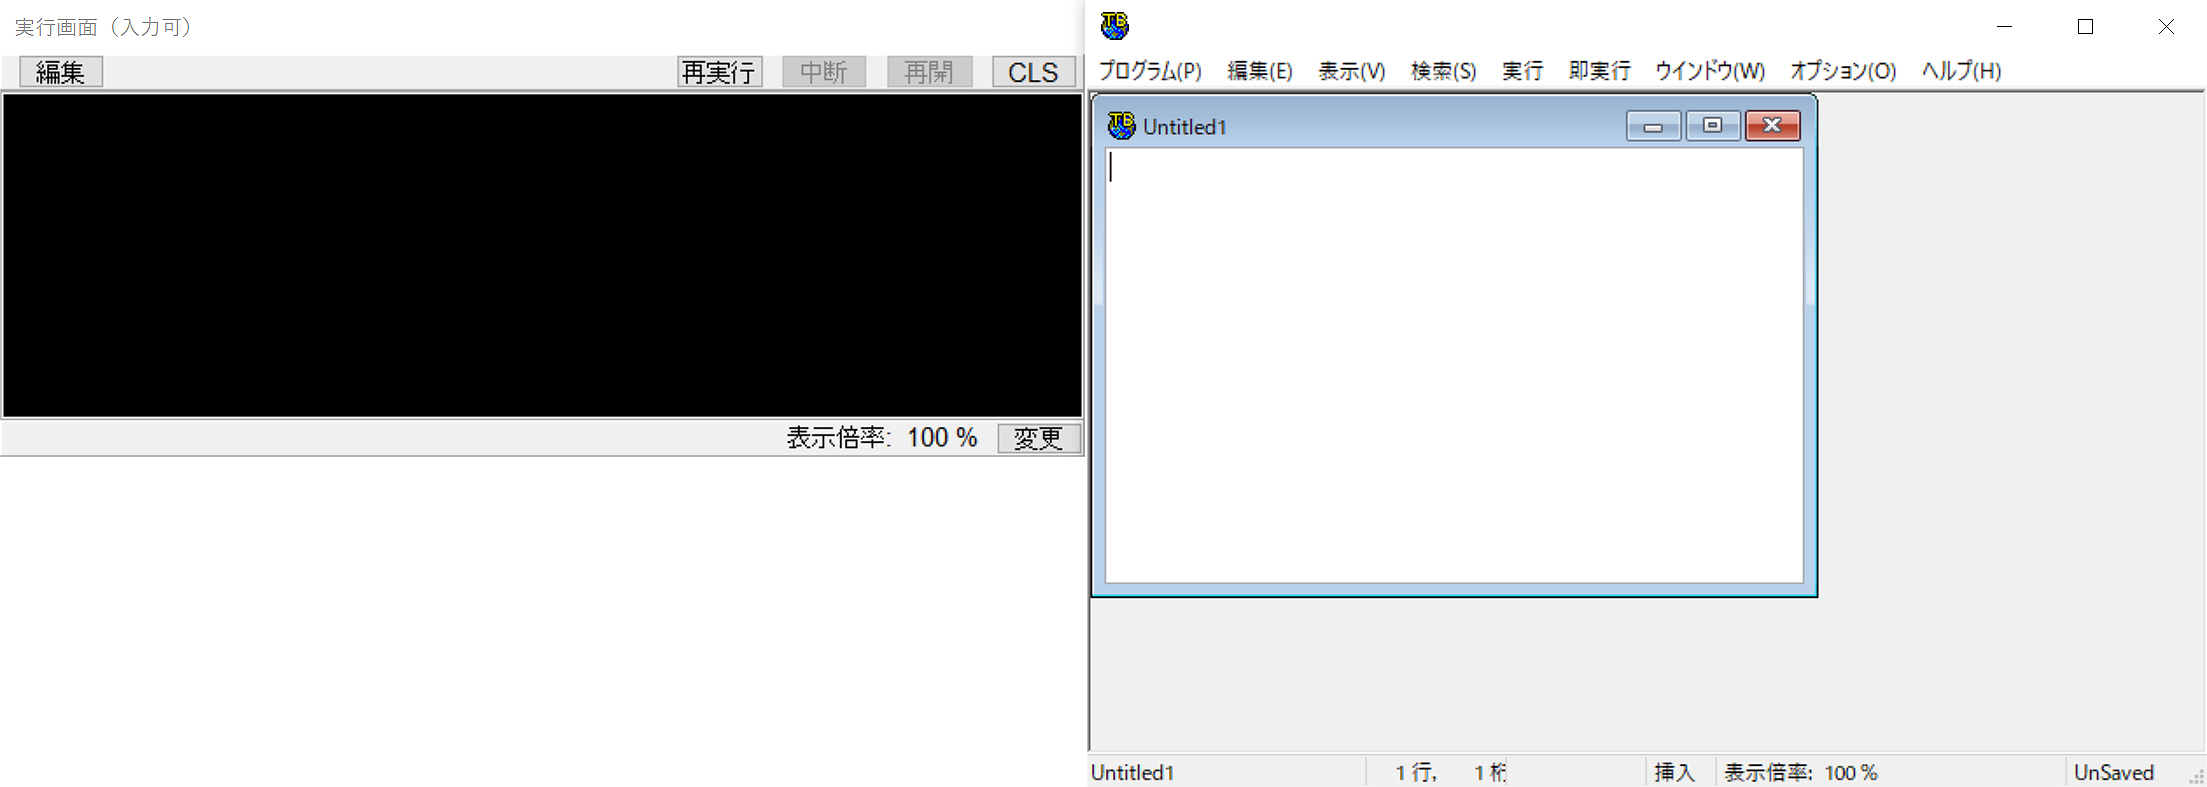 実行画面（入力可）
編集 再実行 中断 再開 CLS
表示倍率: 100 % 変更
TB
プログラム(P) 編集(E) 表示(V) 検索(S) 実行 即実行 ウインドウ(W) オプション(O) ヘルプ(H)
TB Untitled1
Untitled1 1 行, 1 桁 挿入 表示倍率: 100 % UnSaved